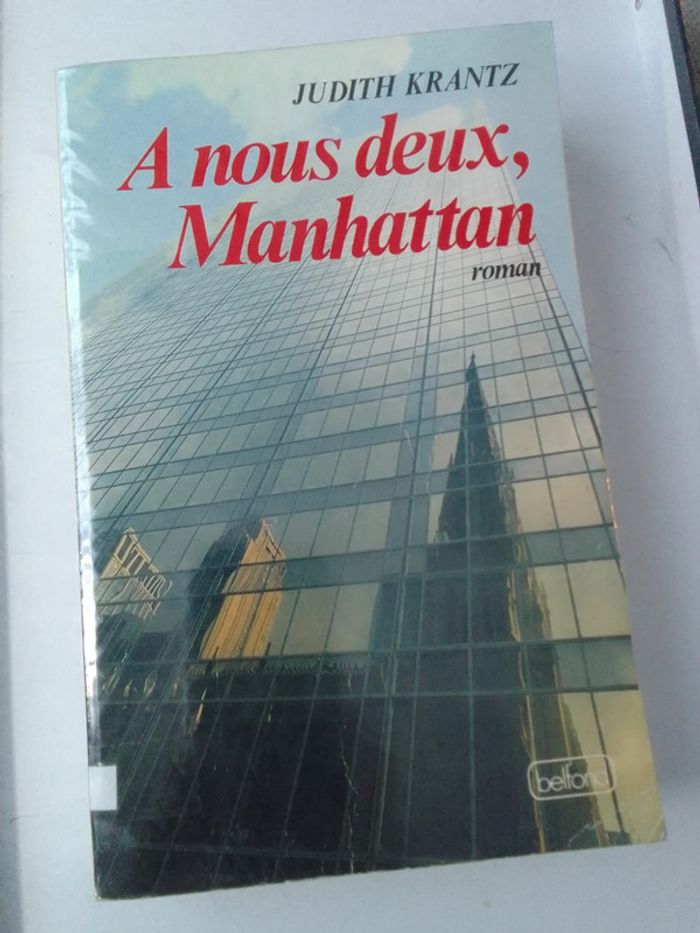 JUDITH KRANTZ
A nous deux,
Manhattan
roman
belfond